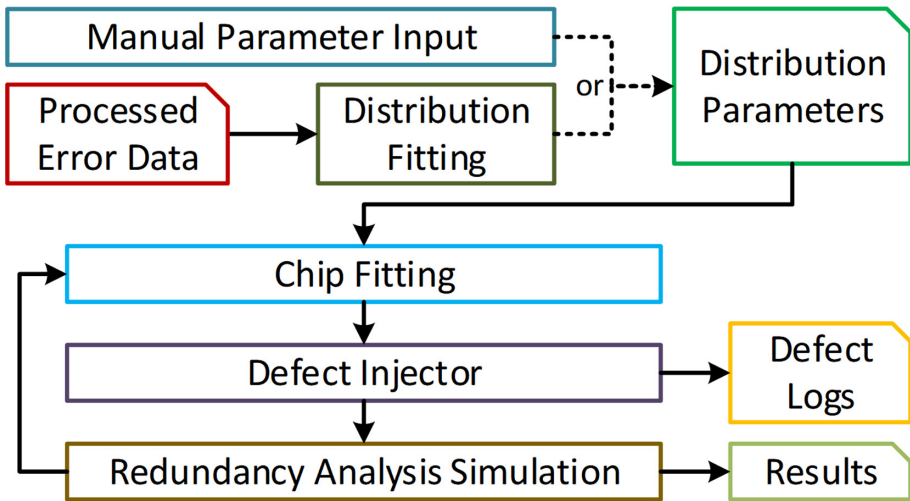 Manual Parameter Input
Processed
Error Data
Distribution
Fitting
or
Distribution
Parameters
Chip Fitting
Defect Injector
Defect
Logs
Redundancy Analysis Simulation
Results